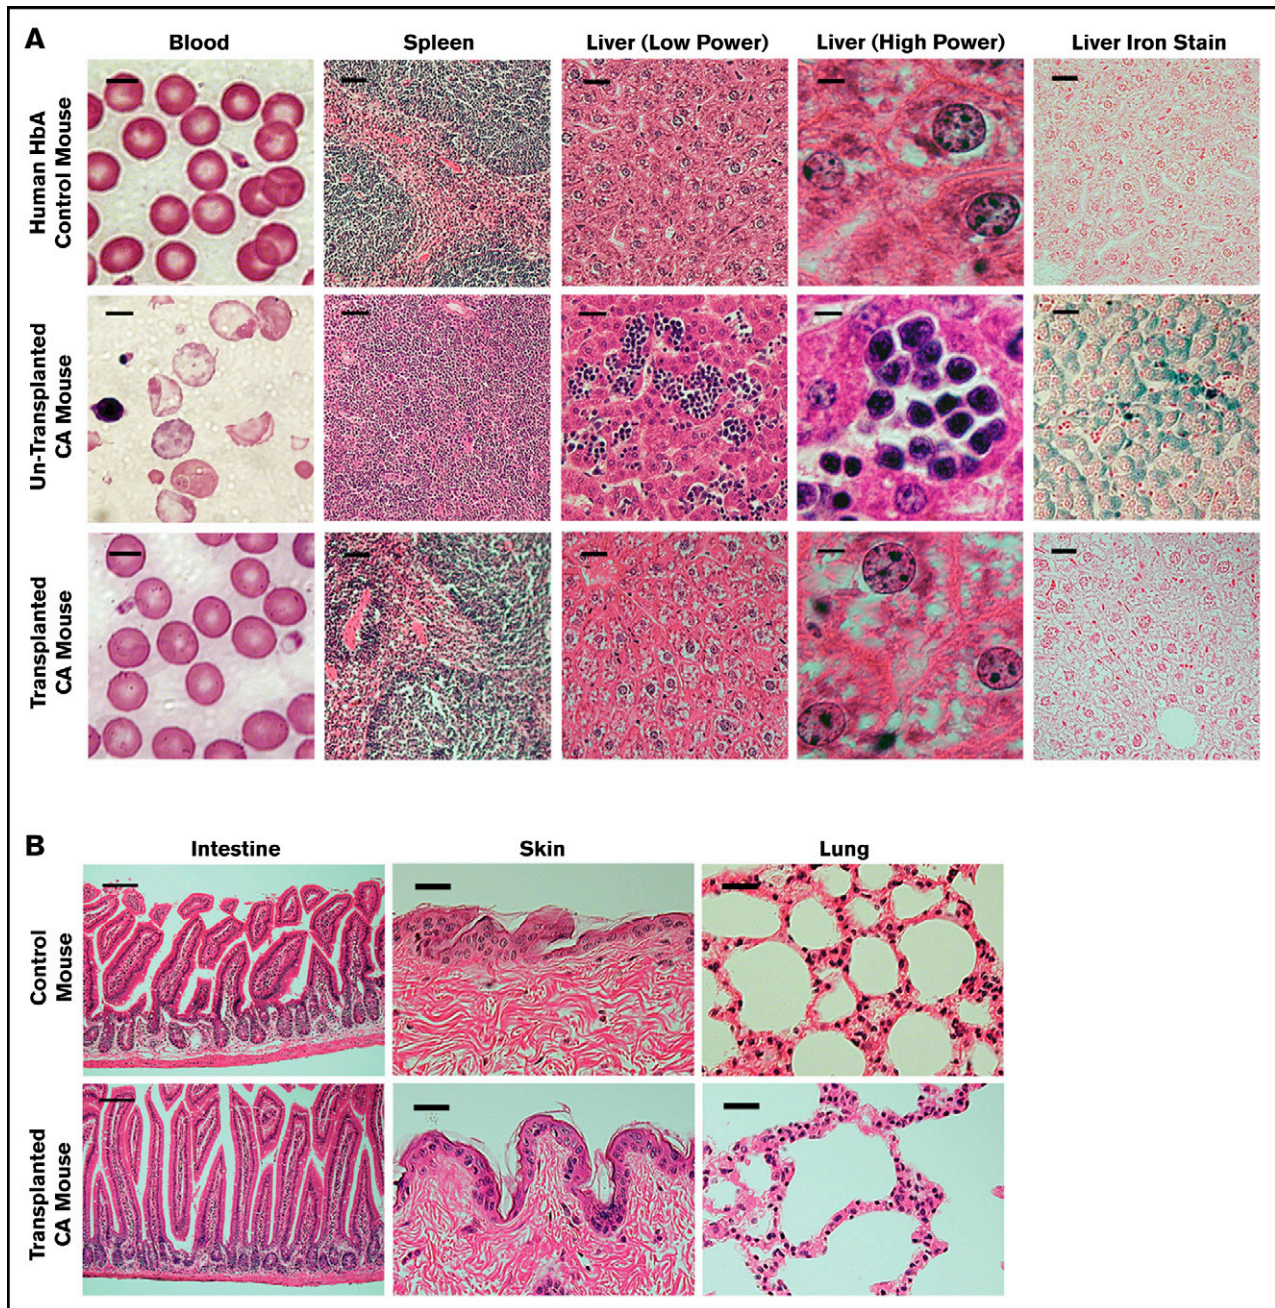 A
Blood
Spleen
Liver (Low Power)
Liver (High Power)
Liver Iron Stain
Human HbA
Control Mouse
Un-Transplanted
CA Mouse
Transplanted
CA Mouse
B
Intestine
Skin
Lung
Control
Mouse
Transplanted
CA Mouse